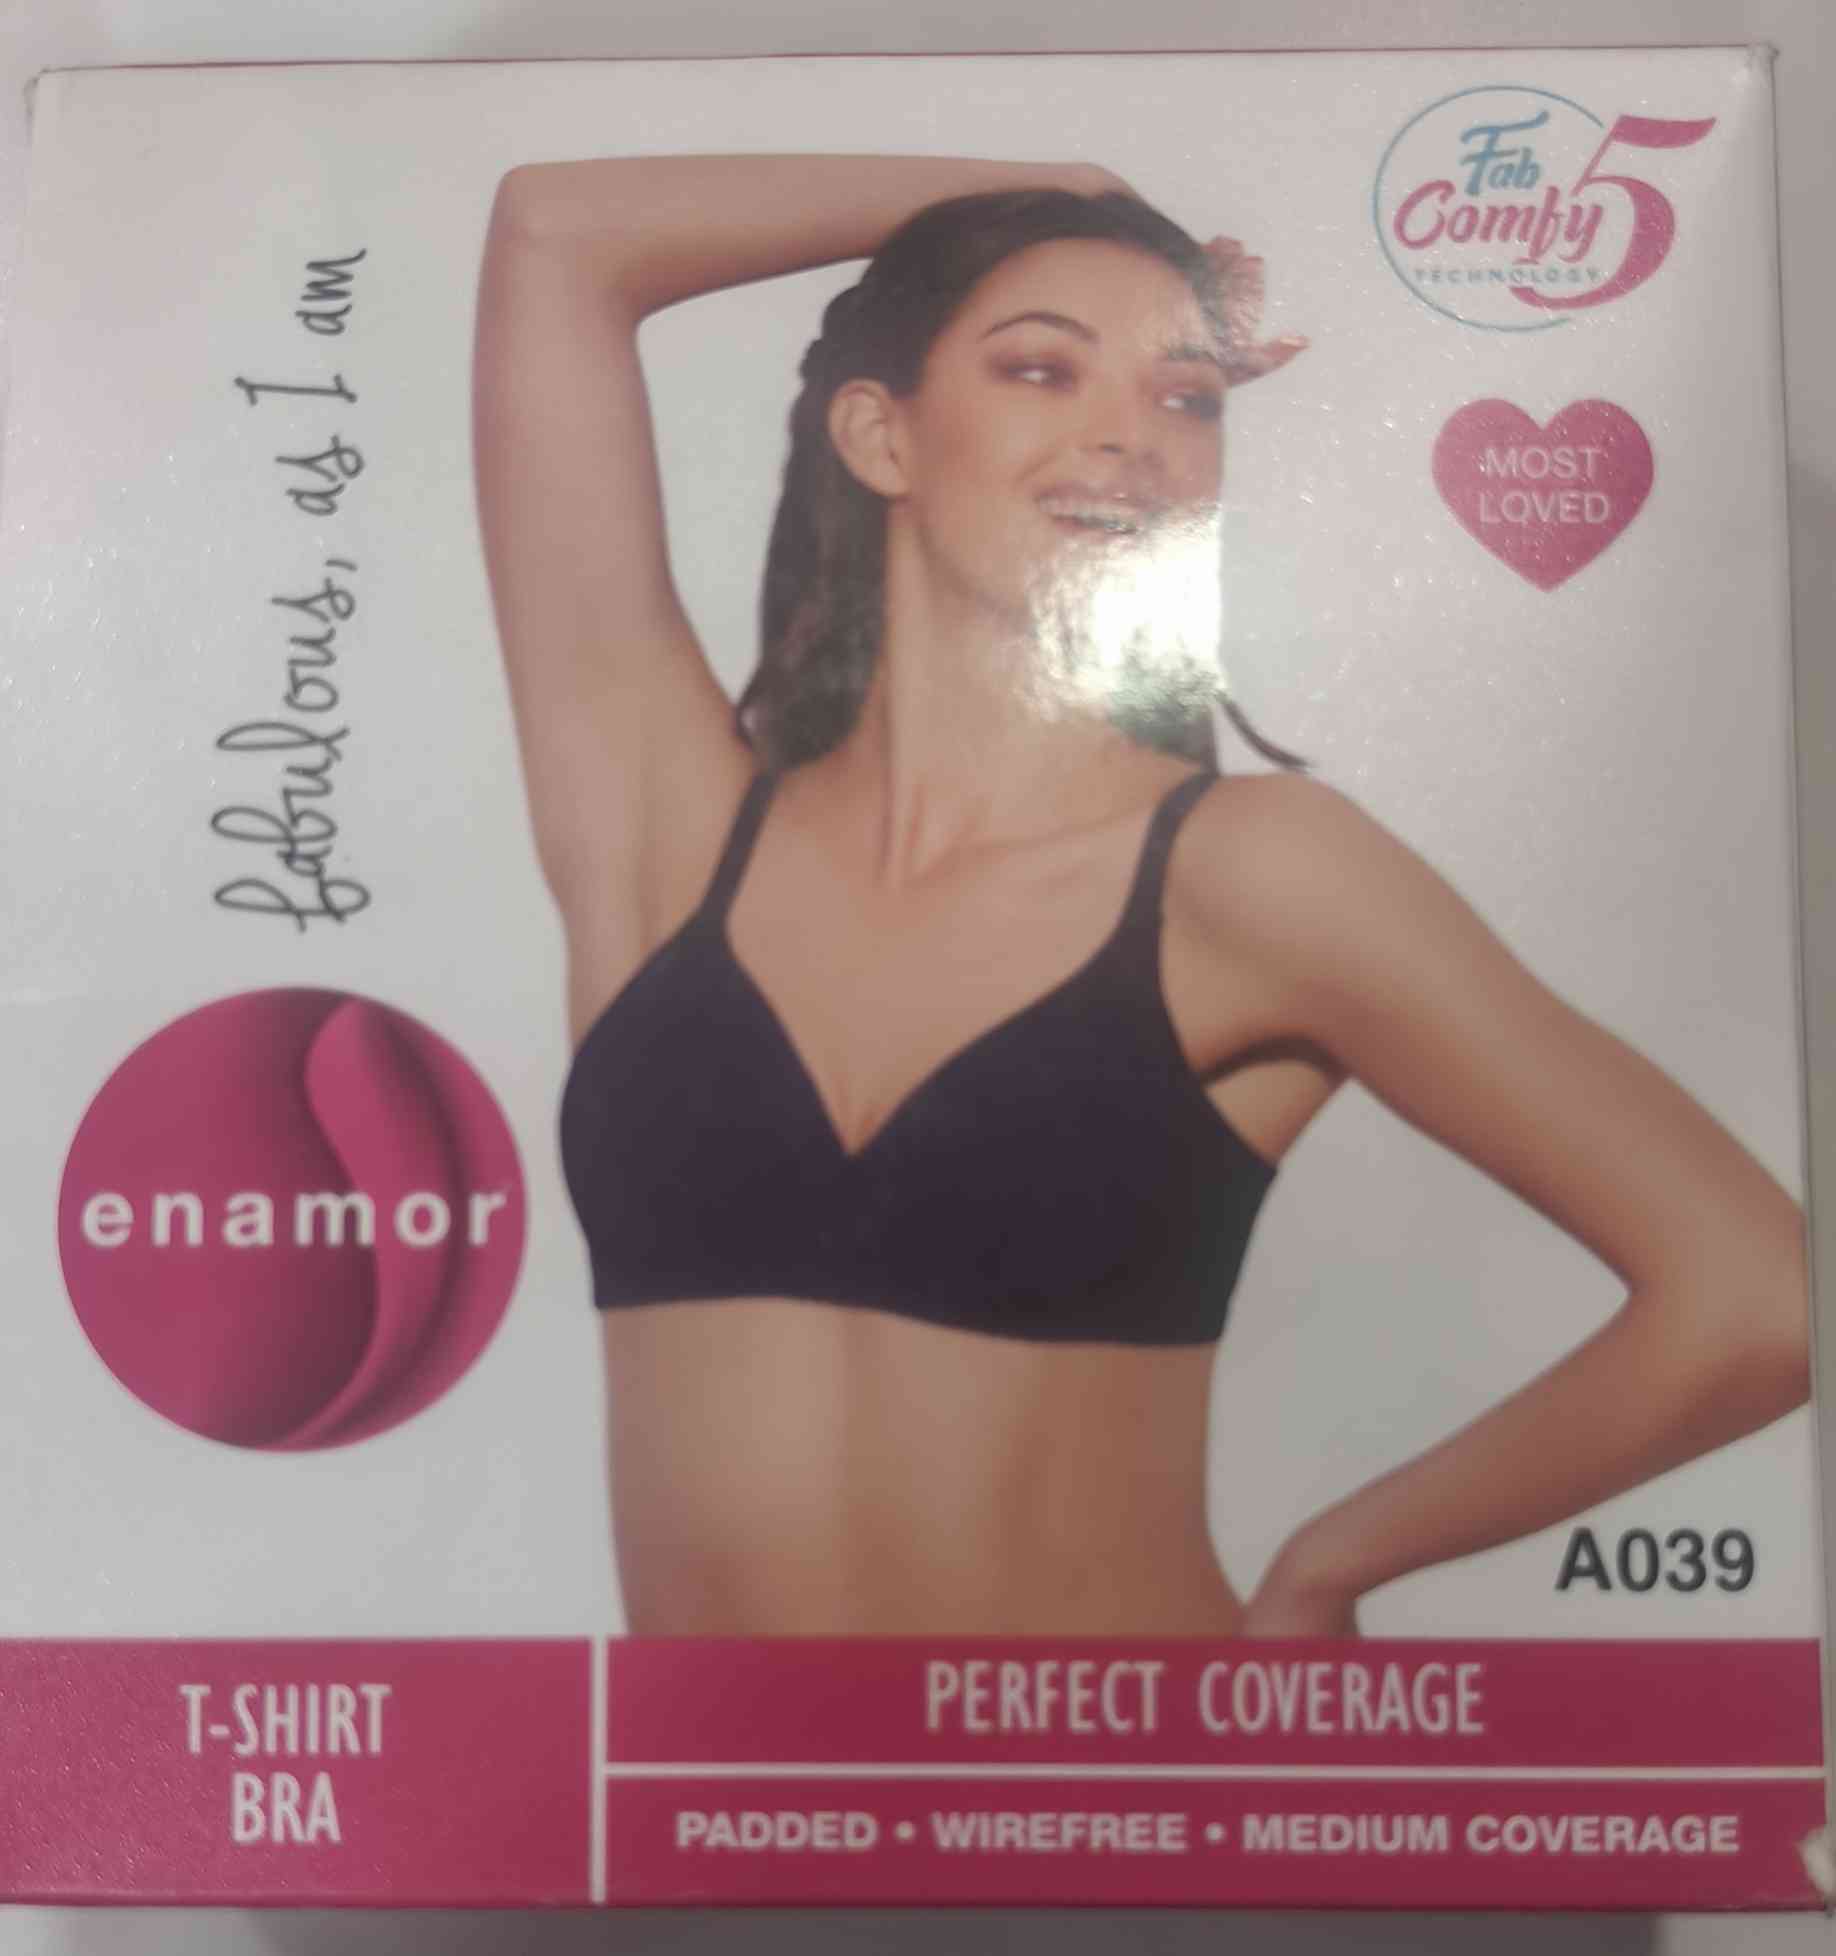 Fab
Comfy 5
TECHNOLOGY
MOST
LOVED
fabulous, as I am
enamor
A039
T-SHIRT
BRA
PERFECT COVERAGE
PADDED • WIREFREE • MEDIUM COVERAGE